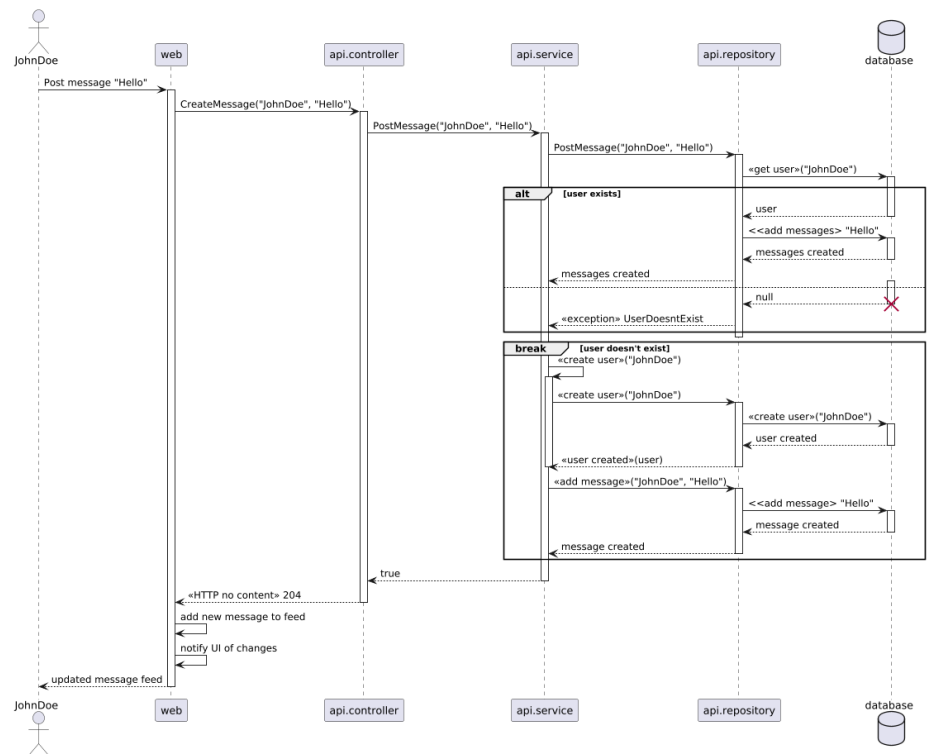 JohnDoe
web
api.controller
api.service
api.repository
database
Post message "Hello"
CreateMessage("JohnDoe", "Hello")
PostMessage("JohnDoe", "Hello")
PostMessage("JohnDoe", "Hello")
«get user»("JohnDoe")
alt [user exists]
user
<<add messages> "Hello"
messages created
messages created
null
«exception» UserDoesntExist
break [user doesn't exist]
«create user»("JohnDoe")
«create user»("JohnDoe")
«create user»("JohnDoe")
user created
«user created»(user)
«add message»("JohnDoe", "Hello")
<<add message> "Hello"
message created
message created
true
«HTTP no content» 204
add new message to feed
notify UI of changes
updated message feed
JohnDoe
web
api.controller
api.service
api.repository
database